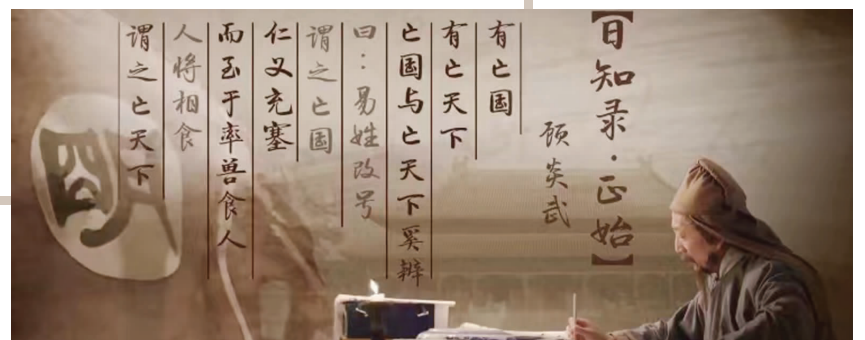 【日知录·正始】
顾炎武
有亡国
有亡天下
亡国与亡天下奚辨
曰：易姓改号
谓之亡国
仁义充塞
而至于率兽食人
人将相食
谓之亡天下
明